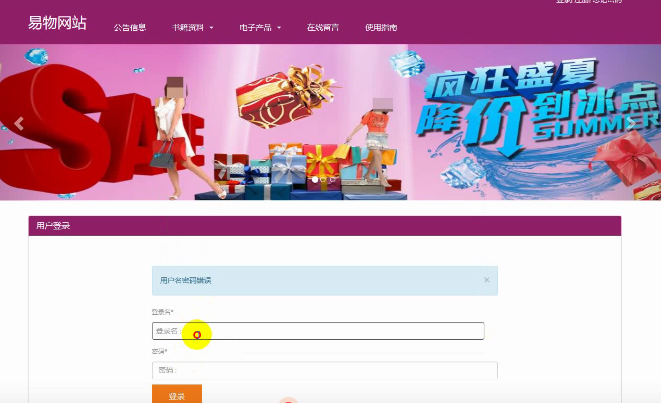 易物网站
公告信息
书籍资料
电子产品
在线留言
使用指南
SALE
疯狂盛夏
降价到冰点
SUMMER
用户登录
用户名密码错误
×
登录名*
登录名：
密码*
密码：
登录